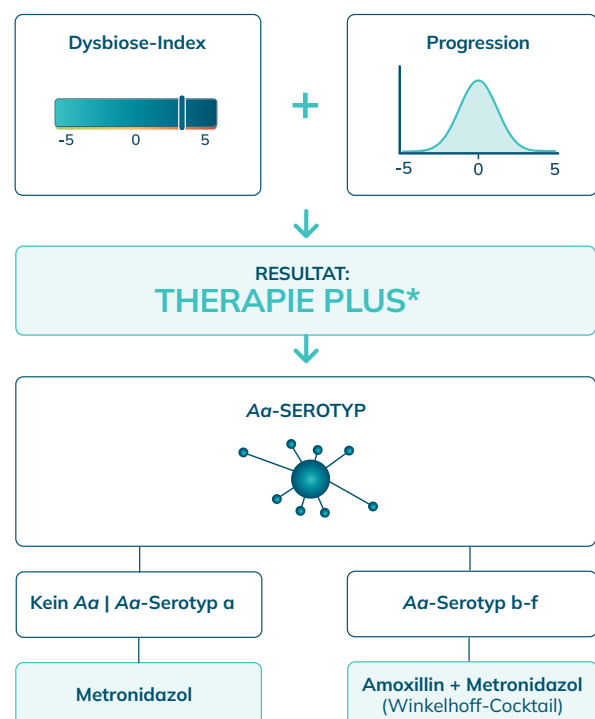 Dysbiose-Index
-5 0 5
Progression
-5 0 5
+
RESULTAT:
THERAPIE PLUS*
Aa-SEROTYP
Kein Aa | Aa-Serotyp a
Aa-Serotyp b-f
Metronidazol
Amoxillin + Metronidazol
(Winkelhoff-Cocktail)